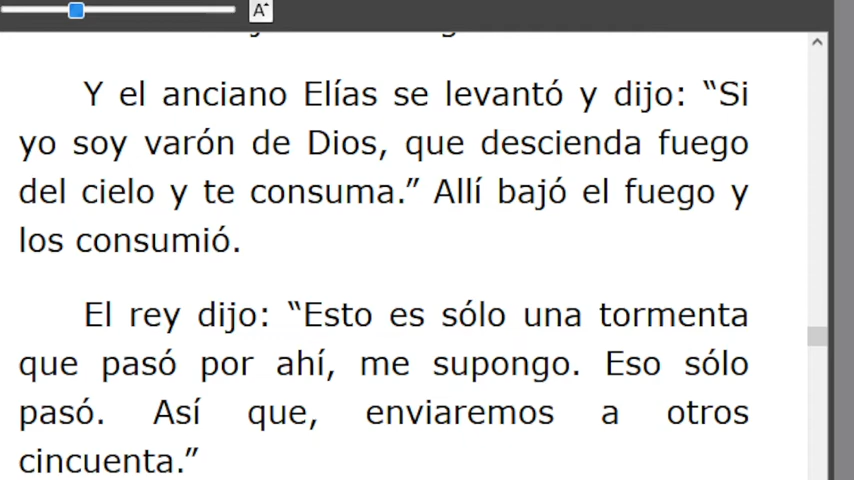 A
Y el anciano Elías se levantó y dijo: “Si
yo soy varón de Dios, que descienda fuego
del cielo y te consuma.” Allí bajó el fuego y
los consumió.
El rey dijo: “Esto es sólo una tormenta
que pasó por ahí, me supongo. Eso sólo
pasó. Así que, enviaremos a otros
cincuenta.”